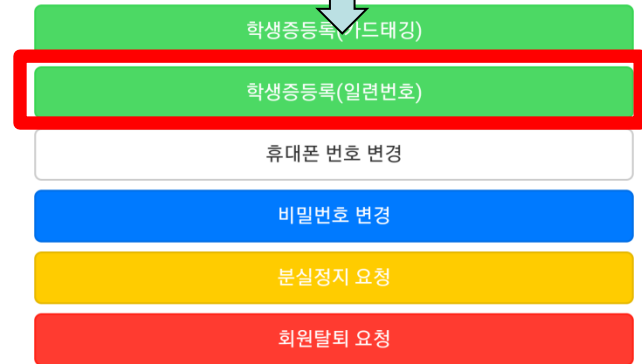 학생증등록(카드태깅)
학생증등록(일련번호)
휴대폰 번호 변경
비밀번호 변경
분실정지 요청
회원탈퇴 요청